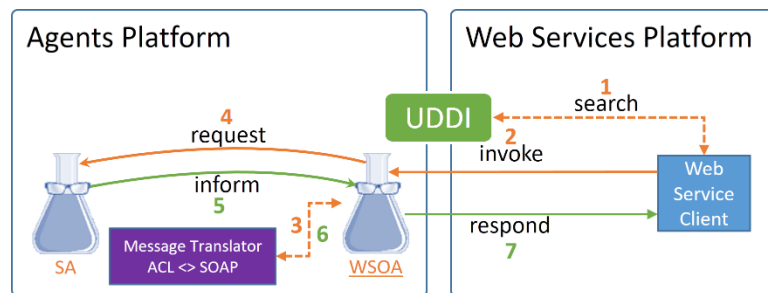 Agents Platform
Web Services Platform
1
search
UDDI
2
invoke
4
request
inform
5
3
6
Message Translator
ACL <> SOAP
SA
WSOA
Web
Service
Client
respond
7